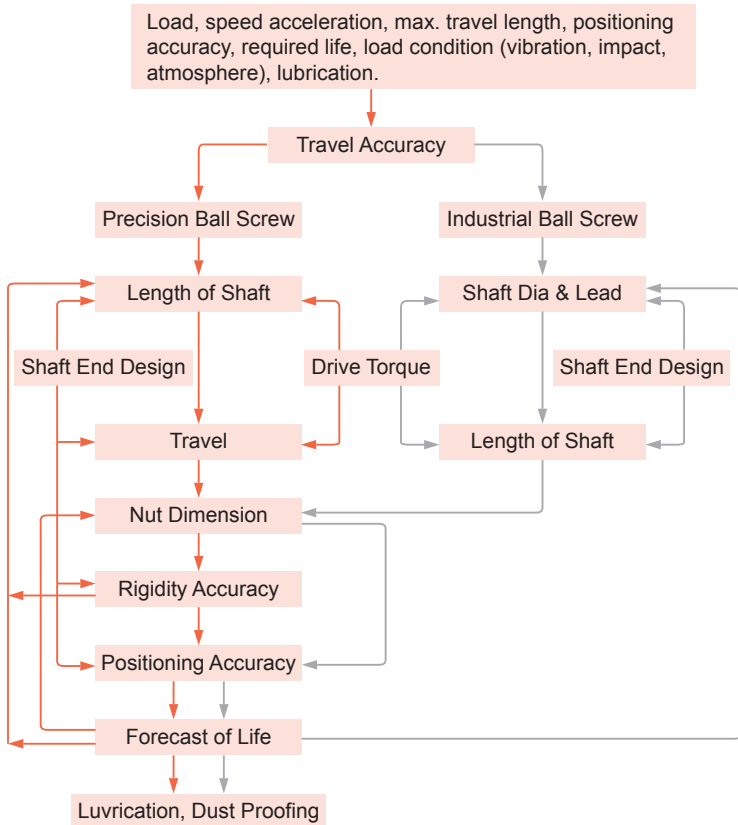 Load, speed acceleration, max. travel length, positioning
accuracy, required life, load condition (vibration, impact,
atmosphere), lubrication.
Travel Accuracy
Precision Ball Screw
Industrial Ball Screw
Length of Shaft
Shaft Dia & Lead
Shaft End Design
Drive Torque
Shaft End Design
Travel
Length of Shaft
Nut Dimension
Rigidity Accuracy
Positioning Accuracy
Forecast of Life
Luvrication, Dust Proofing